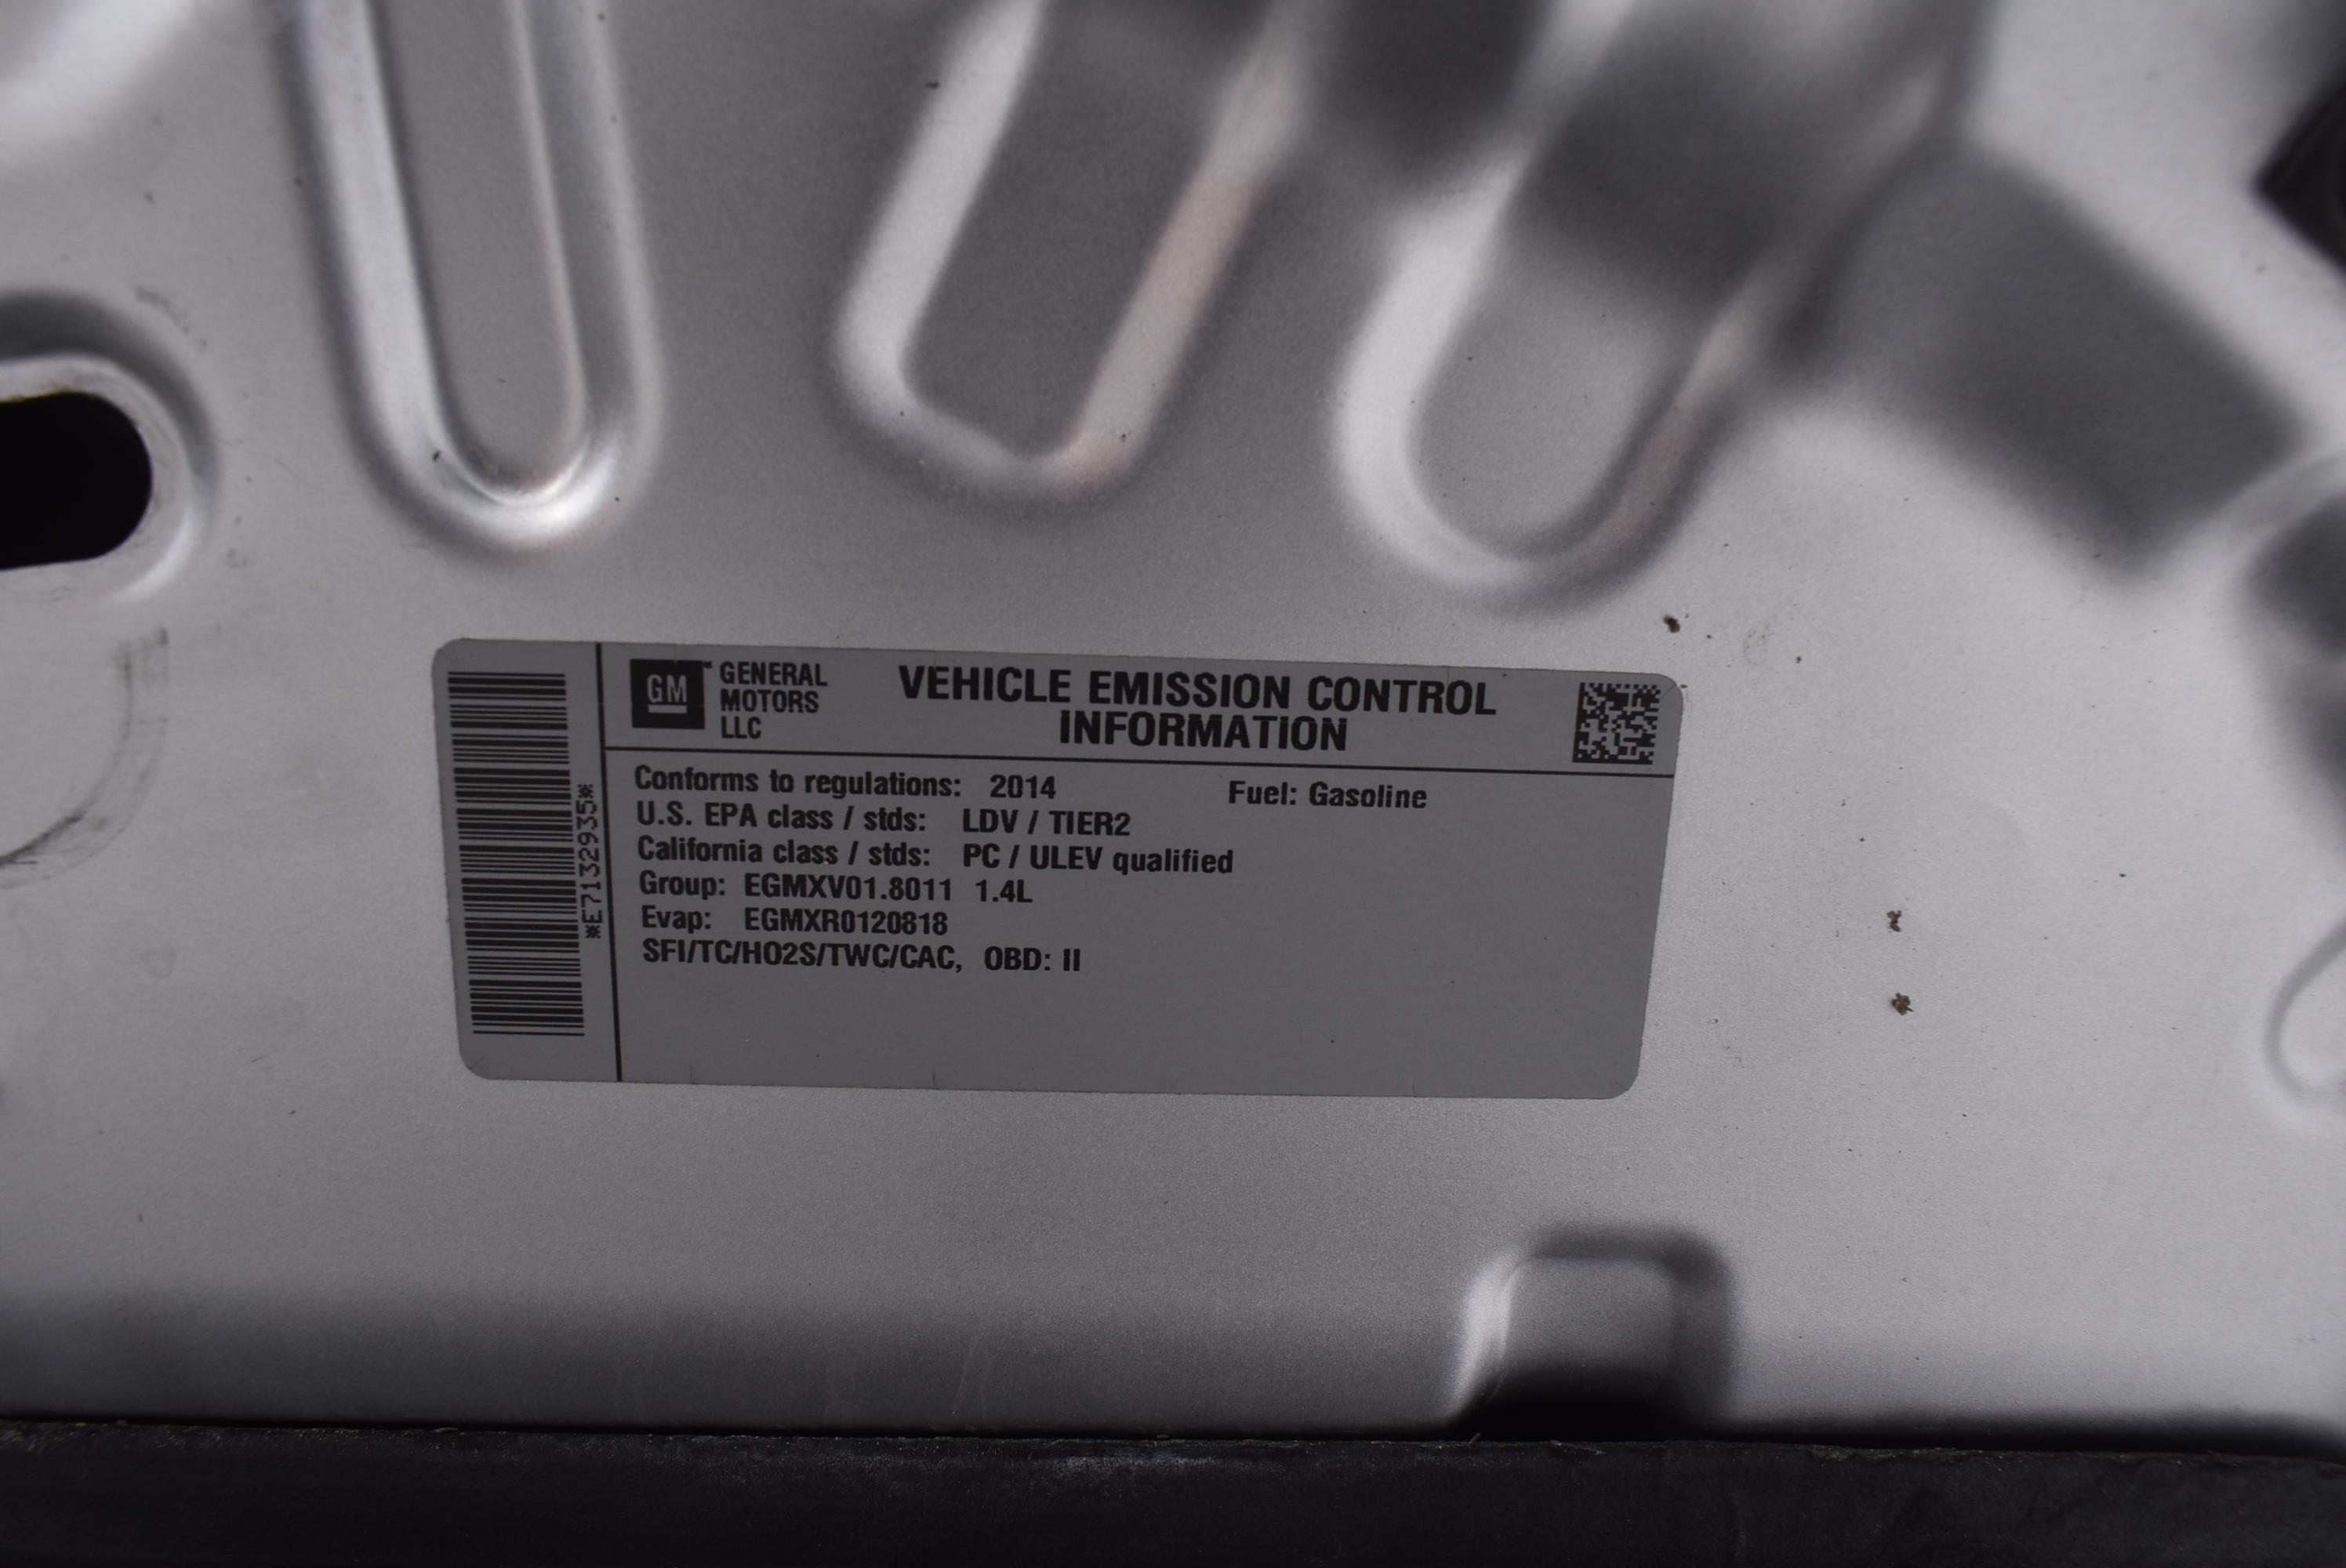 GM™ GENERAL MOTORS LLC
VEHICLE EMISSION CONTROL
INFORMATION
Conforms to regulations: 2014 Fuel: Gasoline
U.S. EPA class / stds: LDV / TIER2
California class / stds: PC / ULEV qualified
Group: EGMXV01.8011 1.4L
Evap: EGMXR0120818
SFI/TC/HO2S/TWC/CAC, OBD: II
*E71329335*